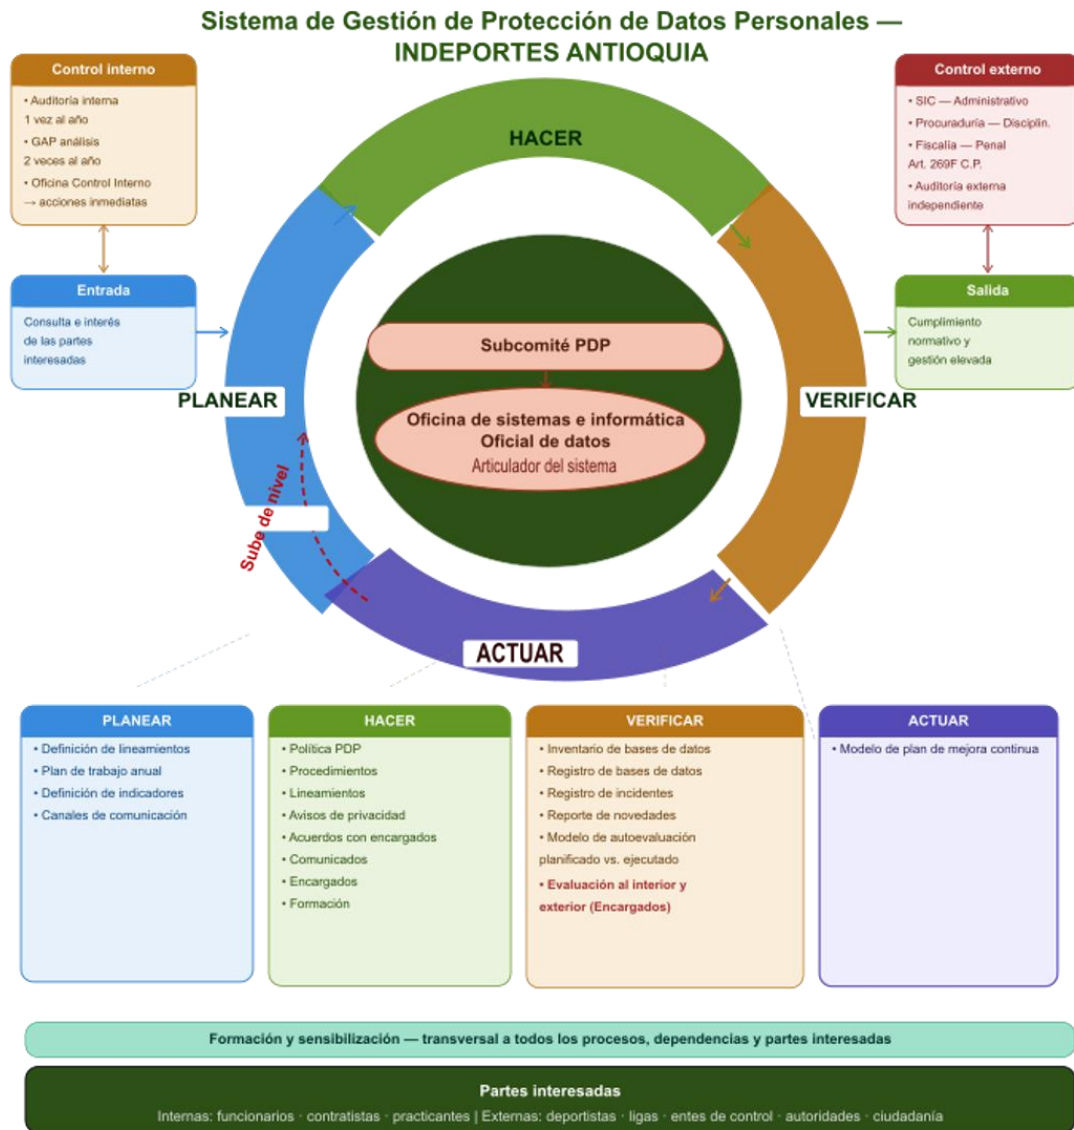 Sistema de Gestión de Protección de Datos Personales —
INDEPORTES ANTIOQUIA
Control interno
• Auditoría interna
1 vez al año
• GAP análisis
2 veces al año
• Oficina Control Interno
→ acciones inmediatas
Control externo
• SIC — Administrativo
• Procuraduría — Disciplin.
• Fiscalía — Penal
Art. 269F C.P.
• Auditoría externa
independiente
HACER
Entrada
Consulta e interés
de las partes
interesadas
Salida
Cumplimiento
normativo y
gestión elevada
Subcomité PDP
PLANEAR
VERIFICAR
Oficina de sistemas e informática
Oficial de datos
Articulador del sistema
Sube de nivel
ACTUAR
PLANEAR
• Definición de lineamientos
• Plan de trabajo anual
• Definición de indicadores
• Canales de comunicación
HACER
• Política PDP
• Procedimientos
• Lineamientos
• Avisos de privacidad
• Acuerdos con encargados
• Comunicados
• Encargados
• Formación
VERIFICAR
• Inventario de bases de datos
• Registro de bases de datos
• Registro de incidentes
• Reporte de novedades
• Modelo de autoevaluación
planificado vs. ejecutado
• Evaluación al interior y
exterior (Encargados)
ACTUAR
• Modelo de plan de mejora continua
Formación y sensibilización — transversal a todos los procesos, dependencias y partes interesadas
Partes interesadas
Internas: funcionarios · contratistas · practicantes | Externas: deportistas · ligas · entes de control · autoridades · ciudadanía